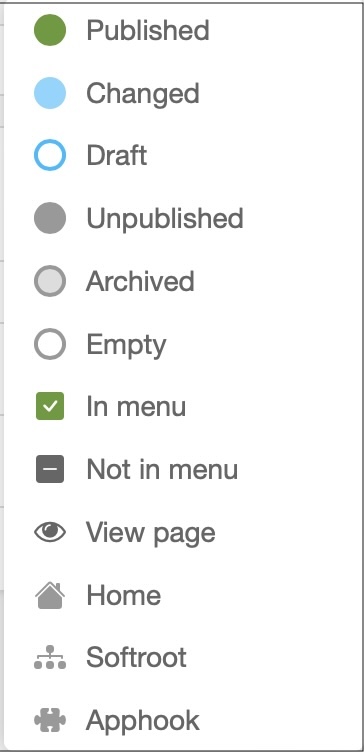 Published
Changed
Draft
Unpublished
Archived
Empty
In menu
Not in menu
View page
Home
Softroot
Apphook